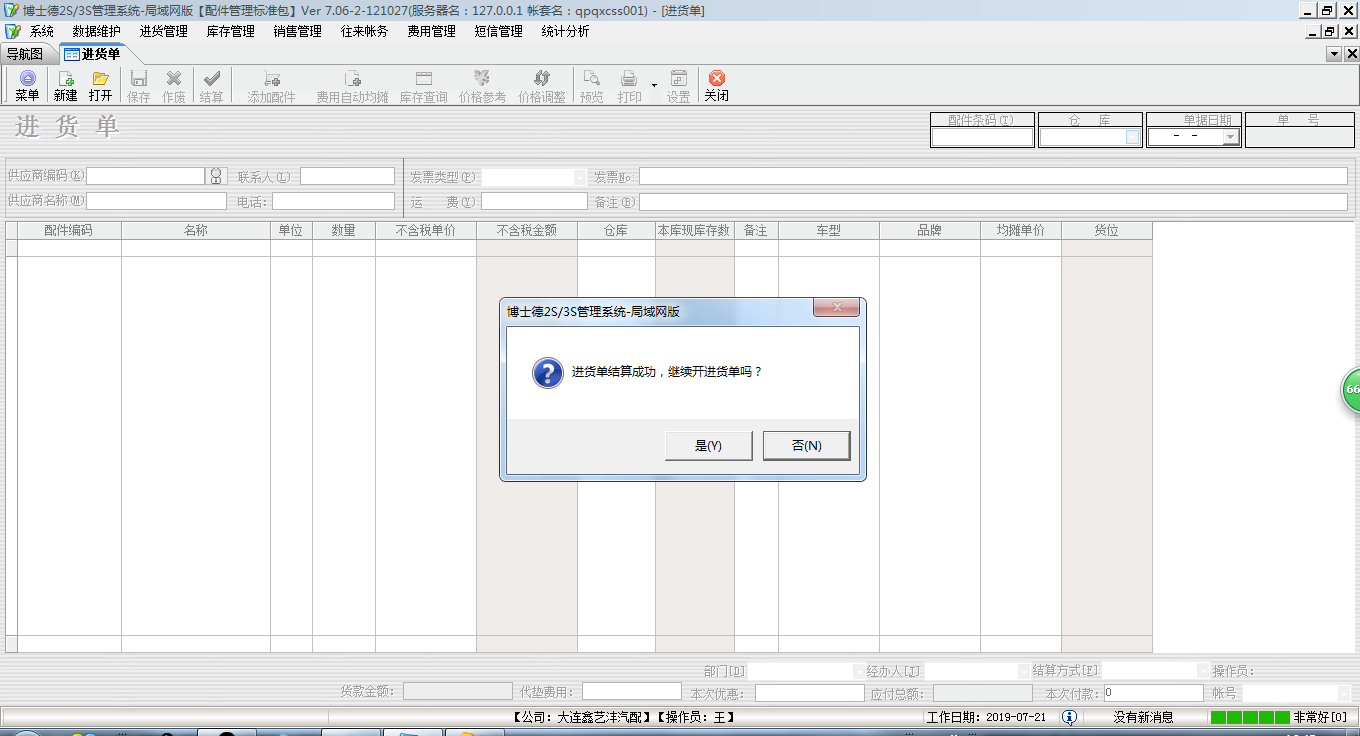 博士德2S/3S管理系统-局域网版【配件管理标准包】Ver 7.06-2-121027(服务器名：127.0.0.1 帐套名：qpqxcss001) - [进货单]
系统 数据维护 进货管理 库存管理 销售管理 往来帐务 费用管理 短信管理 统计分析
导航图 进货单
菜单 新建 打开 保存 作废 结算 添加配件 费用自动均摊 库存查询 价格参考 价格调整 预览 打印 设置 关闭
进 货 单
配件条码(T) 仓 库 单据日期 单 号
- -
供应商编码(K) 联系人(L) 发票类型(P) 发票No:
供应商名称(M) 电话: 运 费(Y) 备注(B)
配件编码 名称 单位 数量 不含税单价 不含税金额 仓库 本库现库存数 备注 车型 品牌 均摊单价 货位
博士德2S/3S管理系统-局域网版
进货单结算成功，继续开进货单吗？
是(Y) 否(N)
66
部门[D] 经办人[J] 结算方式[F] 操作员:
货款金额: 代垫费用: 本次优惠: 应付总额: 本次付款: 0 帐号
【公司：大连鑫艺沣汽配】【操作员：王】 工作日期：2019-07-21 没有新消息 非常好[0]